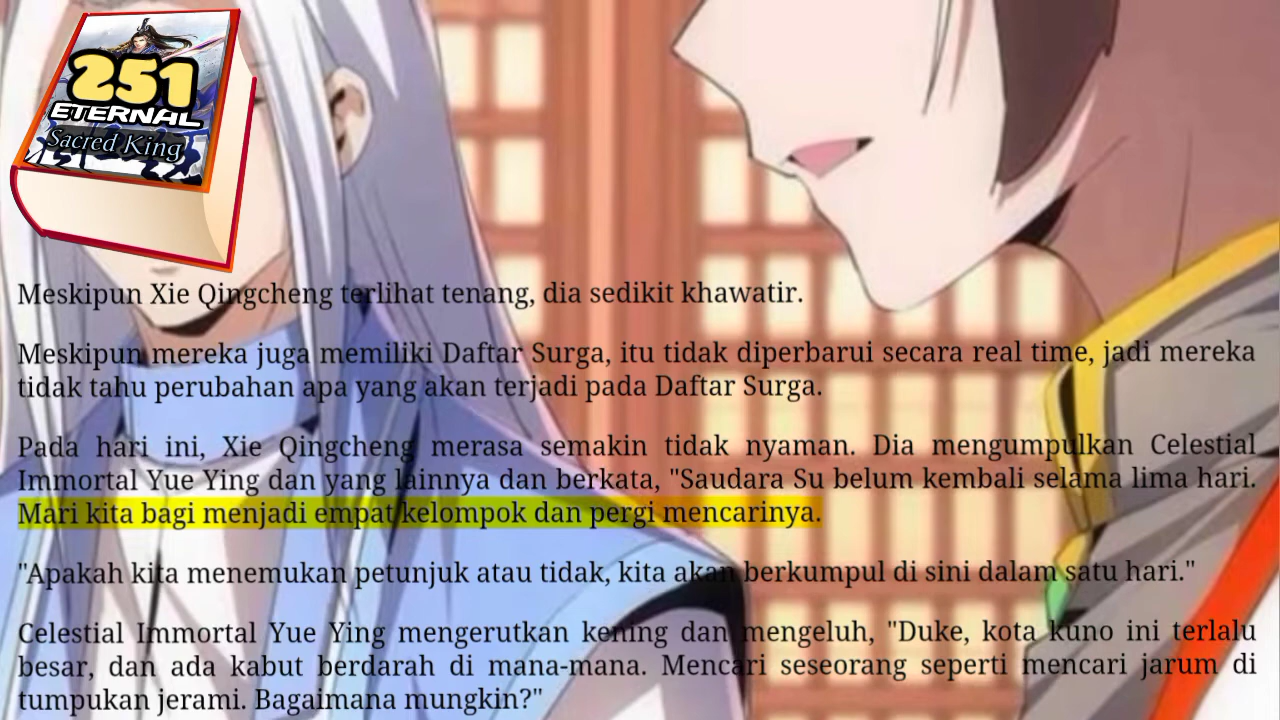 251
ETERNAL
Sacred King
Meskipun Xie Qingcheng terlihat tenang, dia sedikit khawatir.
Meskipun mereka juga memiliki Daftar Surga, itu tidak diperbarui secara real time, jadi mereka
tidak tahu perubahan apa yang akan terjadi pada Daftar Surga.
Pada hari ini, Xie Qingcheng merasa semakin tidak nyaman. Dia mengumpulkan Celestial
Immortal Yue Ying dan yang lainnya dan berkata, "Saudara Su belum kembali selama lima hari.
Mari kita bagi menjadi empat kelompok dan pergi mencarinya.
"Apakah kita menemukan petunjuk atau tidak, kita akan berkumpul di sini dalam satu hari."
Celestial Immortal Yue Ying mengerutkan kening dan mengeluh, "Duke, kota kuno ini terlalu
besar, dan ada kabut berdarah di mana-mana. Mencari seseorang seperti mencari jarum di
tumpukan jerami. Bagaimana mungkin?"